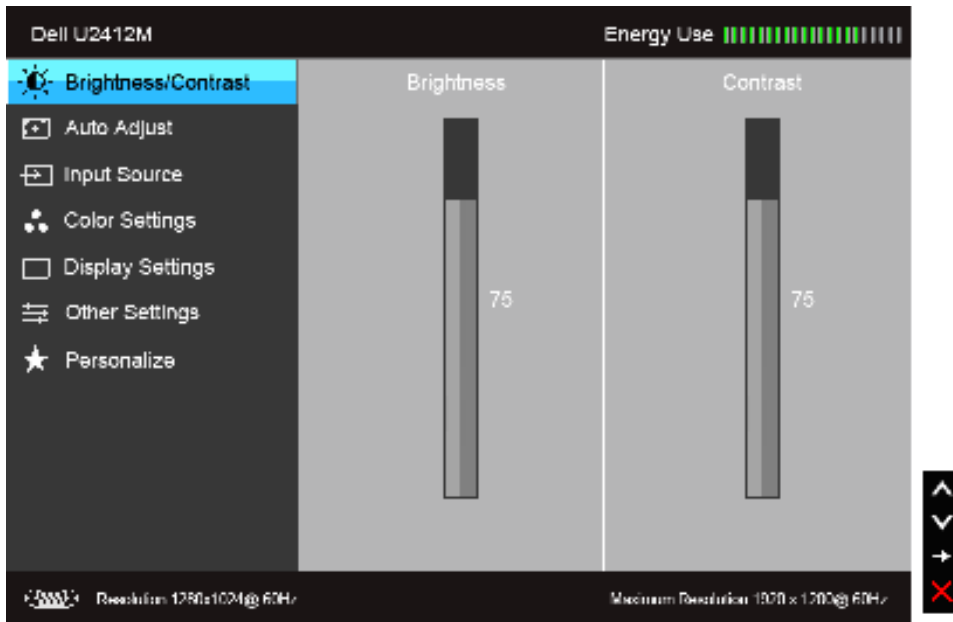 Dell U2412M
Energy Use
Brightness/Contrast
Brightness
Contrast
Auto Adjust
Input Source
Color Settings
Display Settings
75
75
Other Settings
Personalize
Resolution 1280x1024@ 60Hz
Maximum Resolution 1920 x 1200@ 60Hz